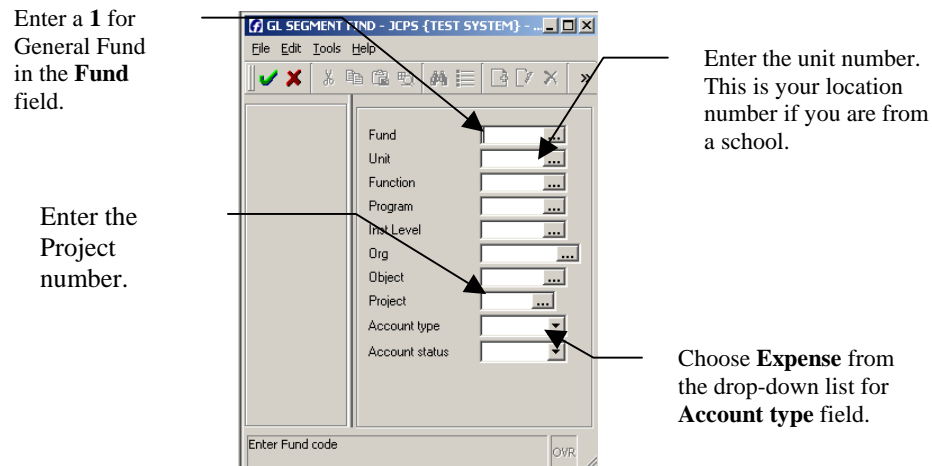 Enter a 1 for
General Fund
in the Fund
field.
GL SEGMENT FIND - JCPS {TEST SYSTEM} - ...
File Edit Tools Help
»
Enter the unit number.
This is your location
number if you are from
a school.
Fund ...
Unit ...
Function ...
Program ...
Inst Level ...
Org ...
Object ...
Project ...
Account type
Account status
Enter the
Project
number.
Choose Expense from
the drop-down list for
Account type field.
Enter Fund code
OVR